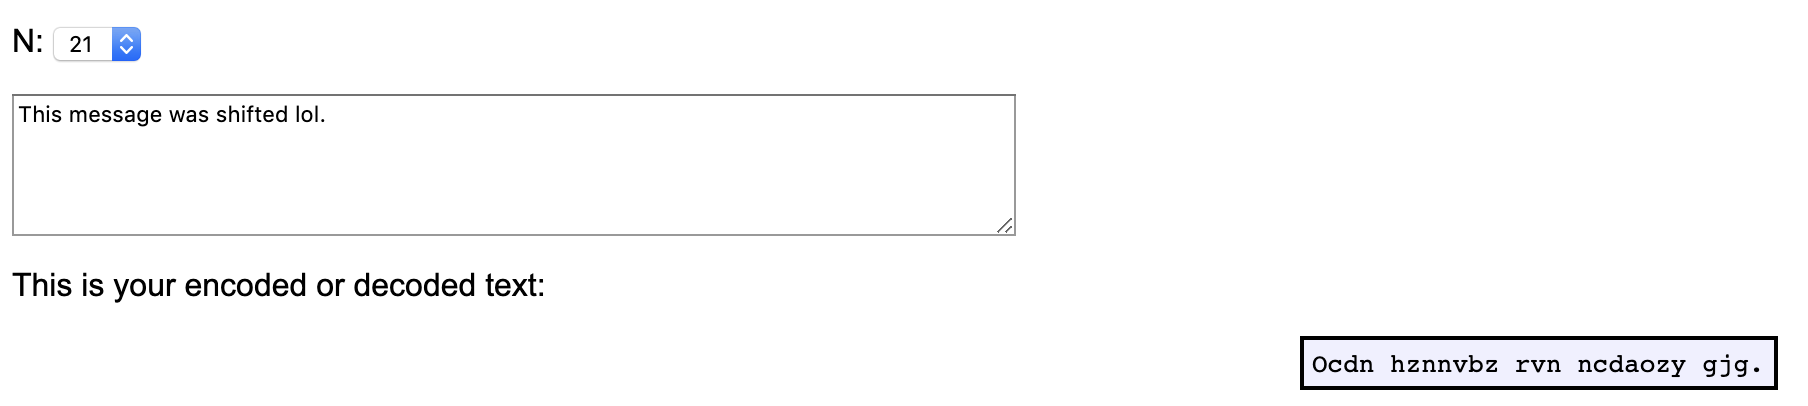 N: 21
This message was shifted lol.
This is your encoded or decoded text:
Ocdn hznnvbz rvn ncdaozy gjg.